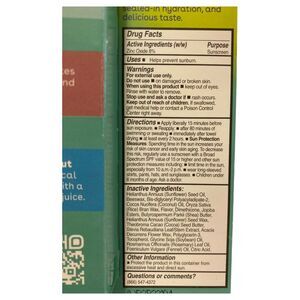 sealed-in hydration, and
delicious taste.
Drug Facts
Active Ingredients (w/w) Purpose
Zinc Oxide 6% Sunscreen
Uses ■ Helps prevent sunburn.
Warnings
For external use only.
Do not use ■ on damaged or broken skin.
When using this product ■ keep out of eyes.
Rinse with water to remove.
Stop use and ask a doctor if ■ rash occurs.
Keep out of reach of children. If swallowed,
get medical help or contact a Poison Control
Center right away.
Directions ■ Apply liberally 15 minutes before
sun exposure. ■ Reapply: ■ after 80 minutes of
swimming or sweating ■ immediately after towel
drying ■ at least every 2 hours. ■ Sun Protection
Measures. Spending time in the sun increases your
risk of skin cancer and early skin aging. To decrease
this risk, regularly use a sunscreen with a Broad
Spectrum SPF value of 15 or higher and other sun
protection measures including: ■ limit time in the sun,
especially from 10 a.m.-2 p.m. ■ wear long-sleeved
shirts, pants, hats, and sunglasses. ■ Children under
6 months of age: Ask a doctor.
Inactive Ingredients:
Helianthus Annuus (Sunflower) Seed Oil,
Beeswax, Bis-diglyceryl Polyacyladipate-2,
Cocos Nucifera (Coconut) Oil, Oryza Sativa
(Rice) Bran Wax, Flavor, Dimethicone, Jojoba
Esters, Butyrospermum Parkii (Shea) Butter,
Helianthus Annuus (Sunflower) Seed Wax,
Theobroma Cacao (Cocoa) Seed Butter,
Stevia Rebaudiana Leaf/Stem Extract, Acacia
Decurrens Flower Wax, Polyglycerin-3,
Tocopherol, Glycine Soja (Soybean) Oil,
Rosmarinus Officinalis (Rosemary) Leaf Oil,
Foeniculum Vulgare (Fennel) Oil, Citric Acid.
Other Information
■ Protect the product in this container from
excessive heat and direct sun.
Questions or comments?
(866) 547-4372
tes
nd
ut
cal
with a
guice.